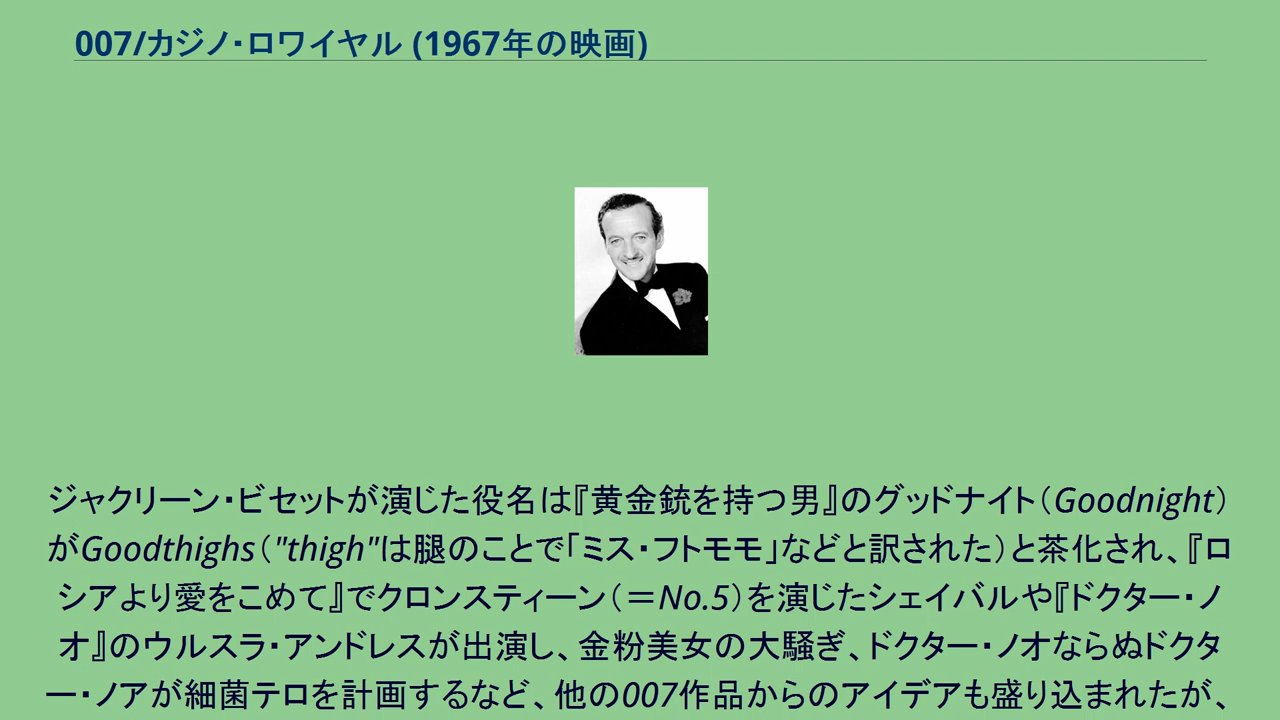 007/カジノ・ロワイヤル (1967年の映画)
ジャクリーン・ビセットが演じた役名は『黄金銃を持つ男』のグッドナイト（Goodnight）
がGoodthighs（"thigh"は腿のことで「ミス・フトモモ」などと訳された）と茶化され、『ロ
シアより愛をこめて』でクロンスティーン（＝No.5）を演じたシェイバルや『ドクター・ノ
オ』のウルスラ・アンドレスが出演し、金粉美女の大騒ぎ、ドクター・ノオならぬドクタ
ー・ノアが細菌テロを計画するなど、他の007作品からのアイデアも盛り込まれたが、